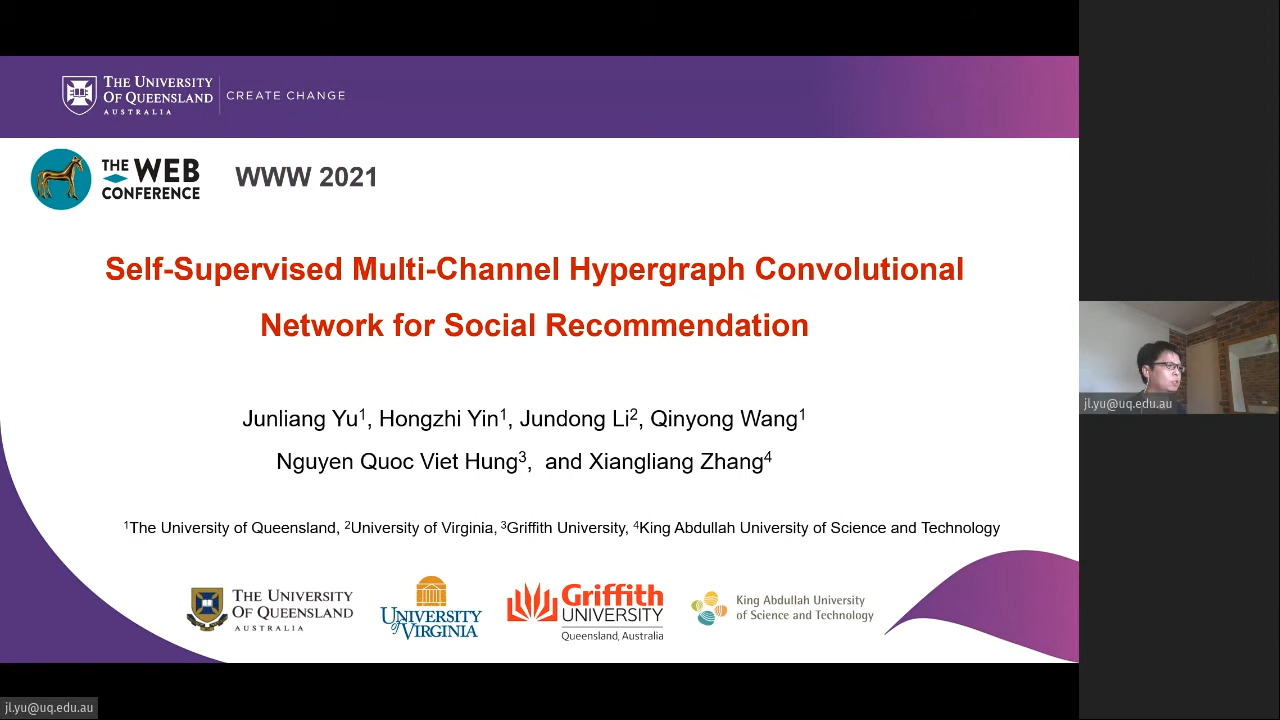 THE UNIVERSITY
OF QUEENSLAND
AUSTRALIA
CREATE CHANGE
THE WEB
CONFERENCE
WWW 2021
Self-Supervised Multi-Channel Hypergraph Convolutional
Network for Social Recommendation
Junliang Yu1, Hongzhi Yin1, Jundong Li2, Qinyong Wang1
Nguyen Quoc Viet Hung3, and Xiangliang Zhang4
1The University of Queensland, 2University of Virginia, 3Griffith University, 4King Abdullah University of Science and Technology
THE UNIVERSITY
OF QUEENSLAND
AUSTRALIA
UNIVERSITY
of VIRGINIA
Griffith
UNIVERSITY
Queensland, Australia
King Abdullah University
of Science and Technology
jl.yu@uq.edu.au
jl.yu@uq.edu.au